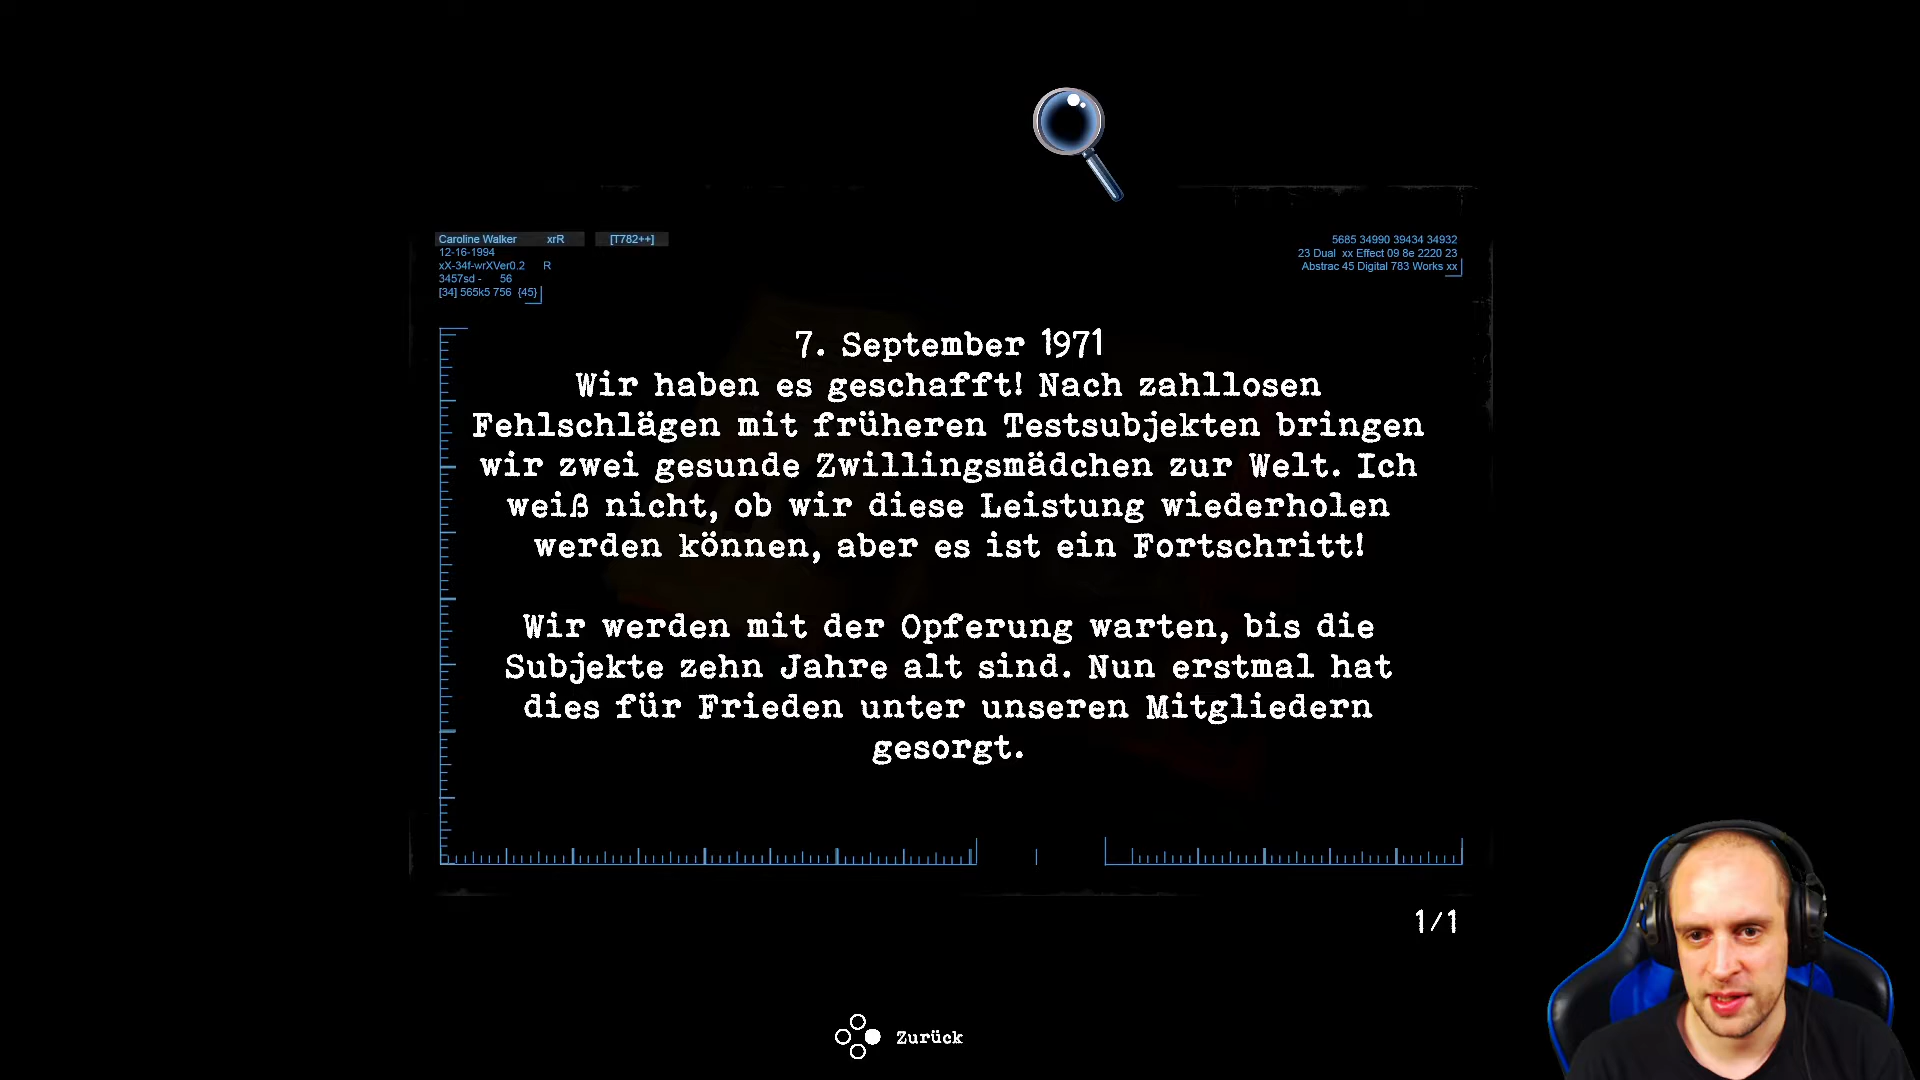 Caroline Walker xrR [T782++]
12-16-1994
xX-34f-wrXVer0.2 R
3457sd - 56
[34] 565k5 756 {45}
5685 34990 39434 34932
23 Dual xx Effect 09 8e 2220 23
Abstrac 45 Digital 783 Works xx
7. September 1971
Wir haben es geschafft! Nach zahllosen
Fehlschlägen mit früheren Testsubjekten bringen
wir zwei gesunde Zwillingsmädchen zur Welt. Ich
weiß nicht, ob wir diese Leistung wiederholen
werden können, aber es ist ein Fortschritt!
Wir werden mit der Opferung warten, bis die
Subjekte zehn Jahre alt sind. Nun erstmal hat
dies für Frieden unter unseren Mitgliedern
gesorgt.
1/1
Zurück